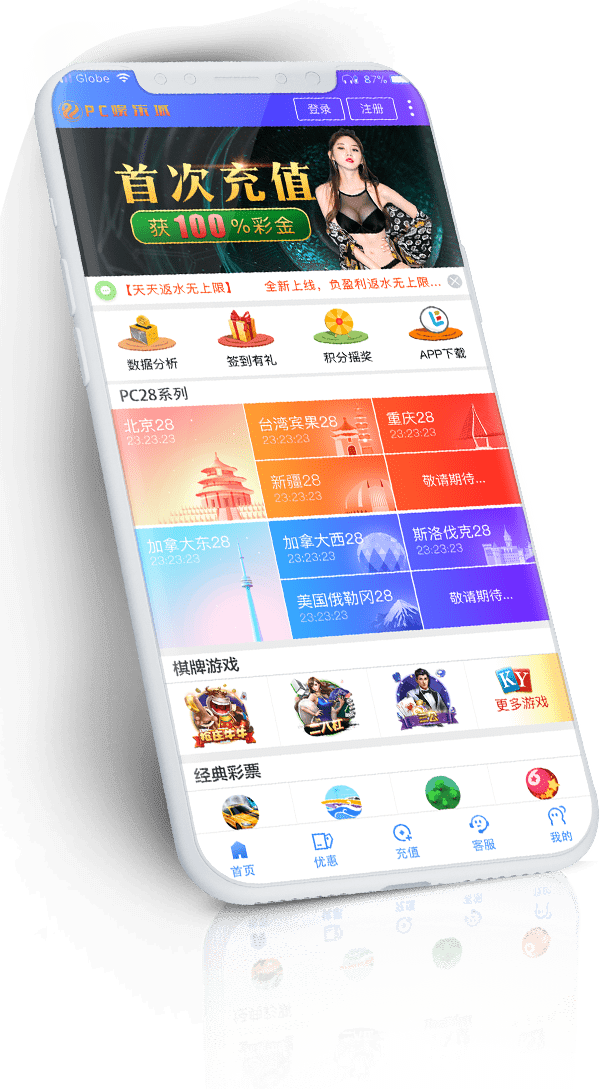 Globe
87%
PC娱乐城
登录
注册
首次充值
获100%彩金
【天天返水无上限】 全新上线，负盈利返水无上限...
数据分析
签到有礼
积分摇奖
APP下载
PC28系列
北京28
23:23:23
台湾宾果28
23:23:23
重庆28
23:23:23
新疆28
23:23:23
敬请期待...
加拿大东28
23:23:23
加拿大西28
23:23:23
斯洛伐克28
23:23:23
美国俄勒冈28
23:23:23
敬请期待...
棋牌游戏
抢庄牛牛
二八杠
三公
KY
更多游戏
经典彩票
首页
优惠
充值
客服
我的